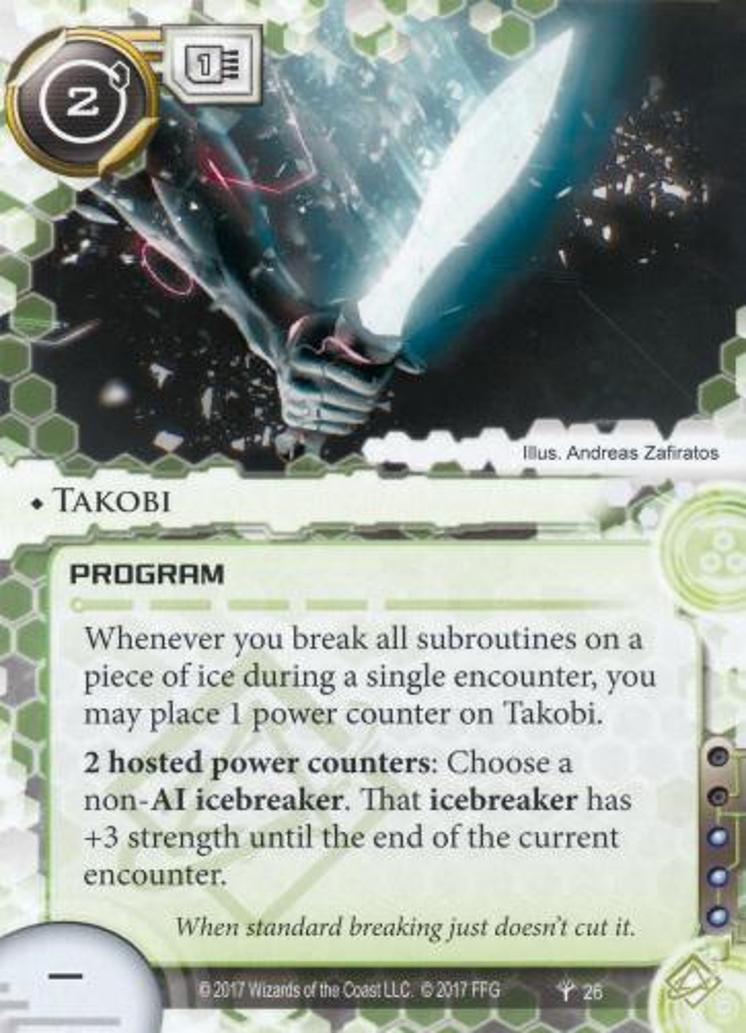 2
1
Illus. Andreas Zafiratos
◆ TAKOBI
PROGRAM
Whenever you break all subroutines on a
piece of ice during a single encounter, you
may place 1 power counter on Takobi.
2 hosted power counters: Choose a
non-AI icebreaker. That icebreaker has
+3 strength until the end of the current
encounter.
When standard breaking just doesn't cut it.
–
© 2017 Wizards of the Coast LLC. © 2017 FFG 26